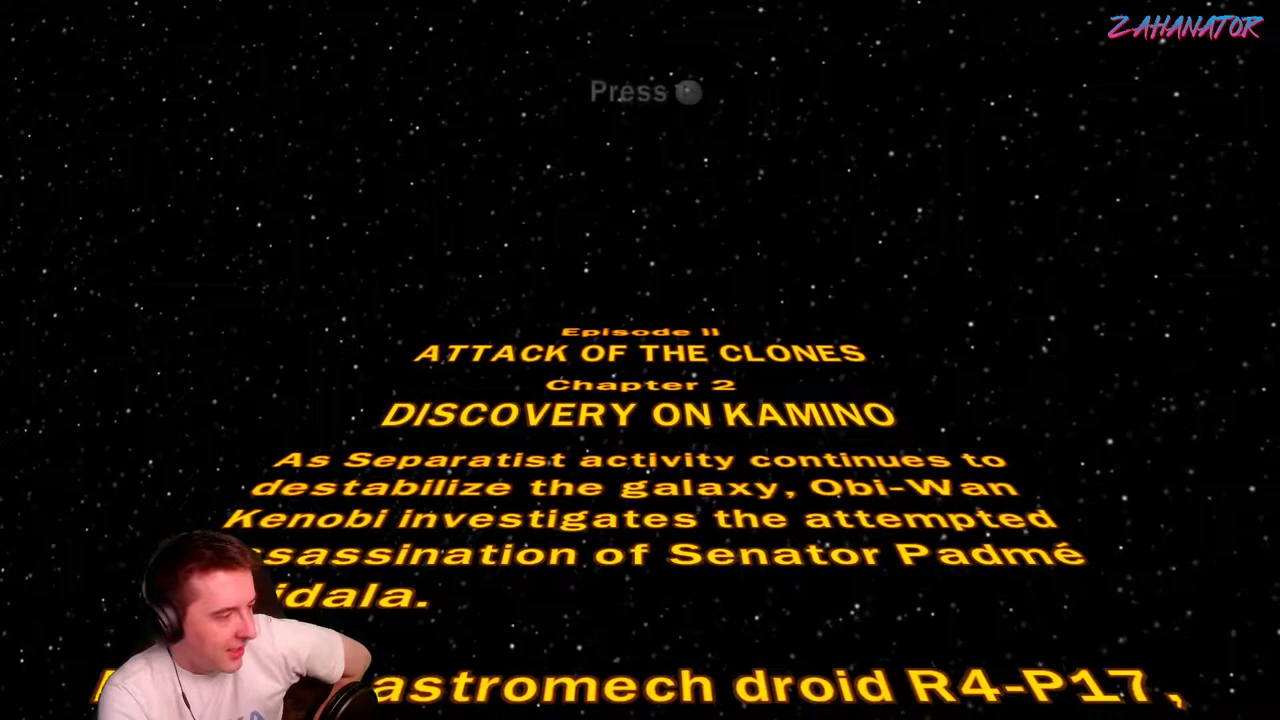 ZAHANATOR
Press
Episode II
ATTACK OF THE CLONES
Chapter 2
DISCOVERY ON KAMINO
As Separatist activity continues to
destabilize the galaxy, Obi-Wan
Kenobi investigates the attempted
ssassination of Senator Padmé
idala.
astromech droid R4-P17,